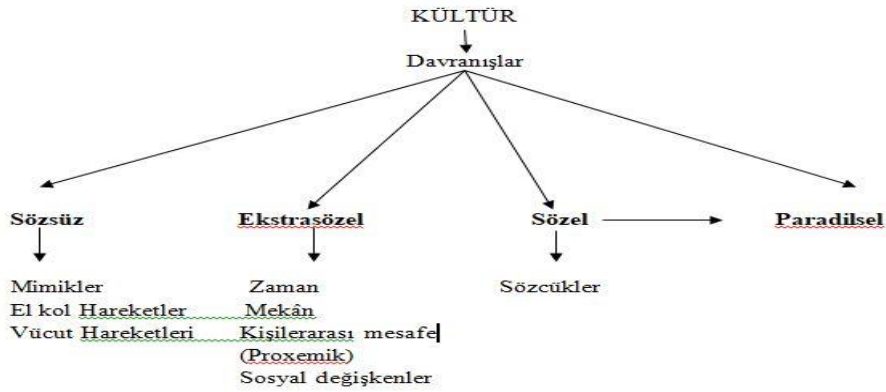 KÜLTÜR
Davranışlar
Sözsüz Ekstrasözel Sözel Paradilsel
Mimikler Zaman Sözcükler
El kol Hareketler Mekân
Vücut Hareketleri Kişilerarası mesafe
(Proxemik)
Sosyal değişkenler